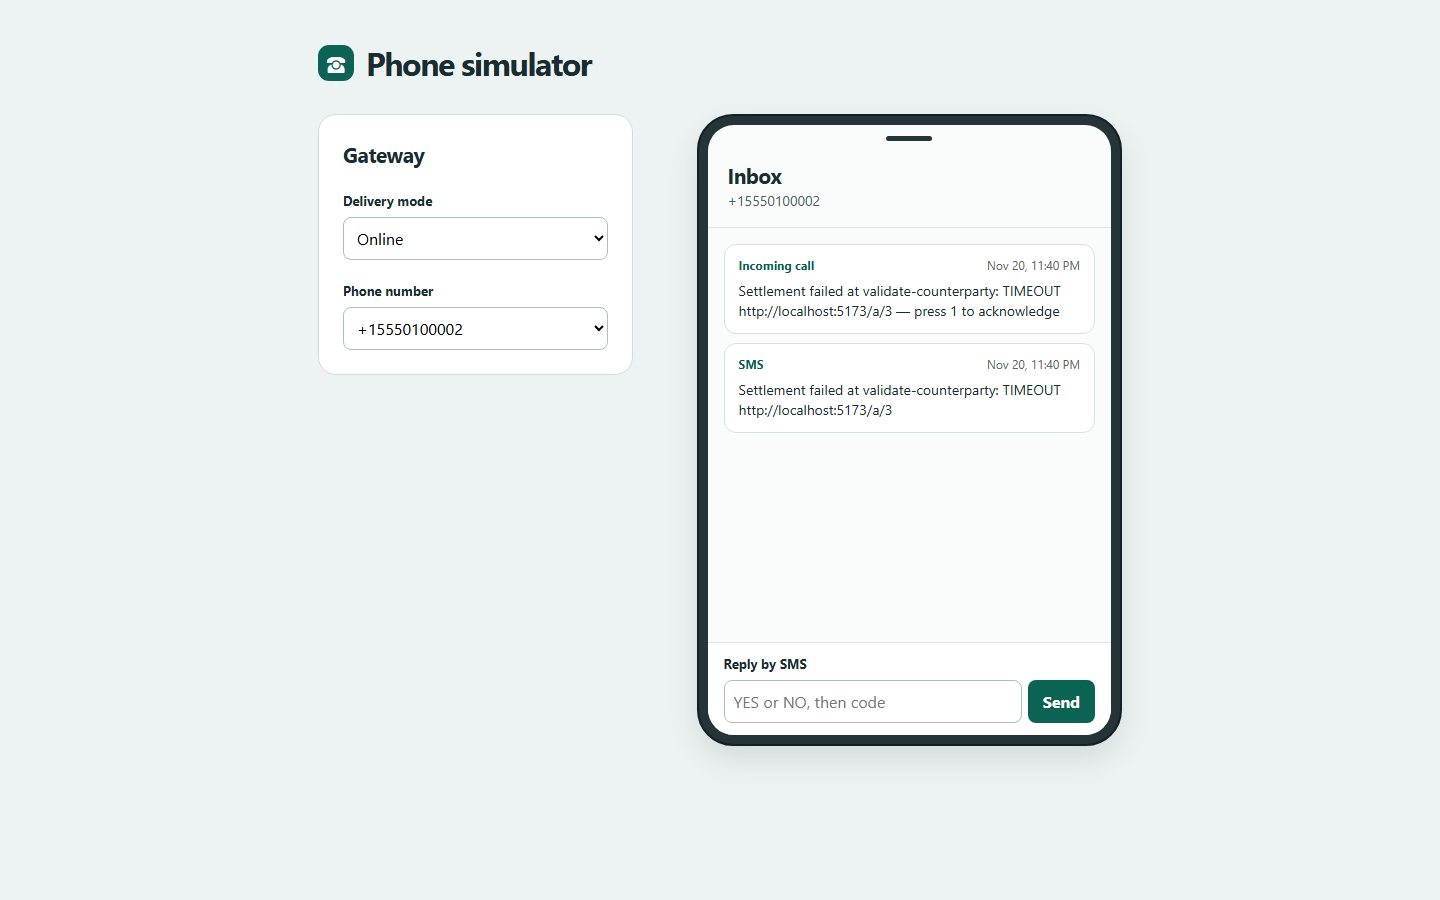 Phone simulator
Gateway
Delivery mode
Online
Phone number
+15550100002
Inbox
+15550100002
Incoming call
Nov 20, 11:40 PM
Settlement failed at validate-counterparty: TIMEOUT
http://localhost:5173/a/3 — press 1 to acknowledge
SMS
Nov 20, 11:40 PM
Settlement failed at validate-counterparty: TIMEOUT
http://localhost:5173/a/3
Reply by SMS
YES or NO, then code
Send